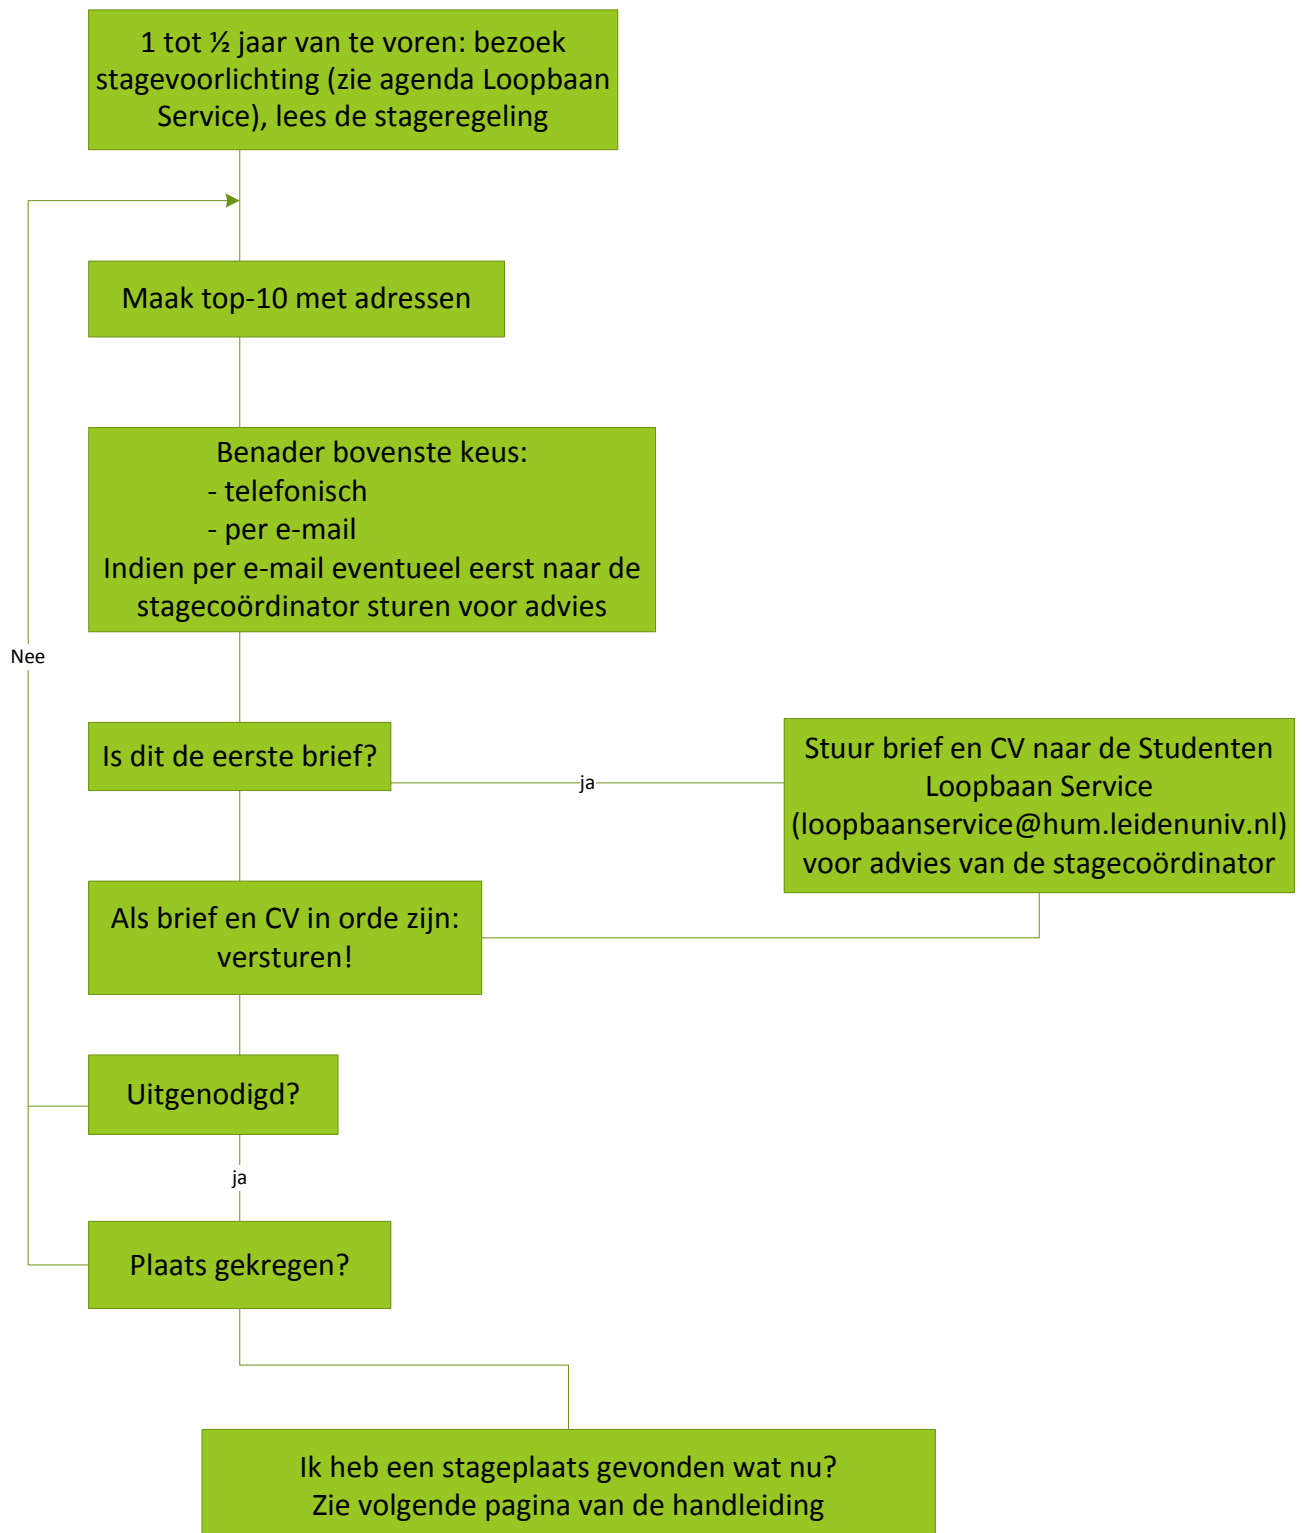 1 tot ½ jaar van te voren: bezoek
stagevoorlichting (zie agenda Loopbaan
Service), lees de stageregeling
Maak top-10 met adressen
Benader bovenste keus:
- telefonisch
- per e-mail
Indien per e-mail eventueel eerst naar de
stagecoördinator sturen voor advies
Nee
Is dit de eerste brief?
ja
Stuur brief en CV naar de Studenten
Loopbaan Service
(loopbaanservice@hum.leidenuniv.nl)
voor advies van de stagecoördinator
Als brief en CV in orde zijn:
versturen!
Uitgenodigd?
ja
Plaats gekregen?
Ik heb een stageplaats gevonden wat nu?
Zie volgende pagina van de handleiding